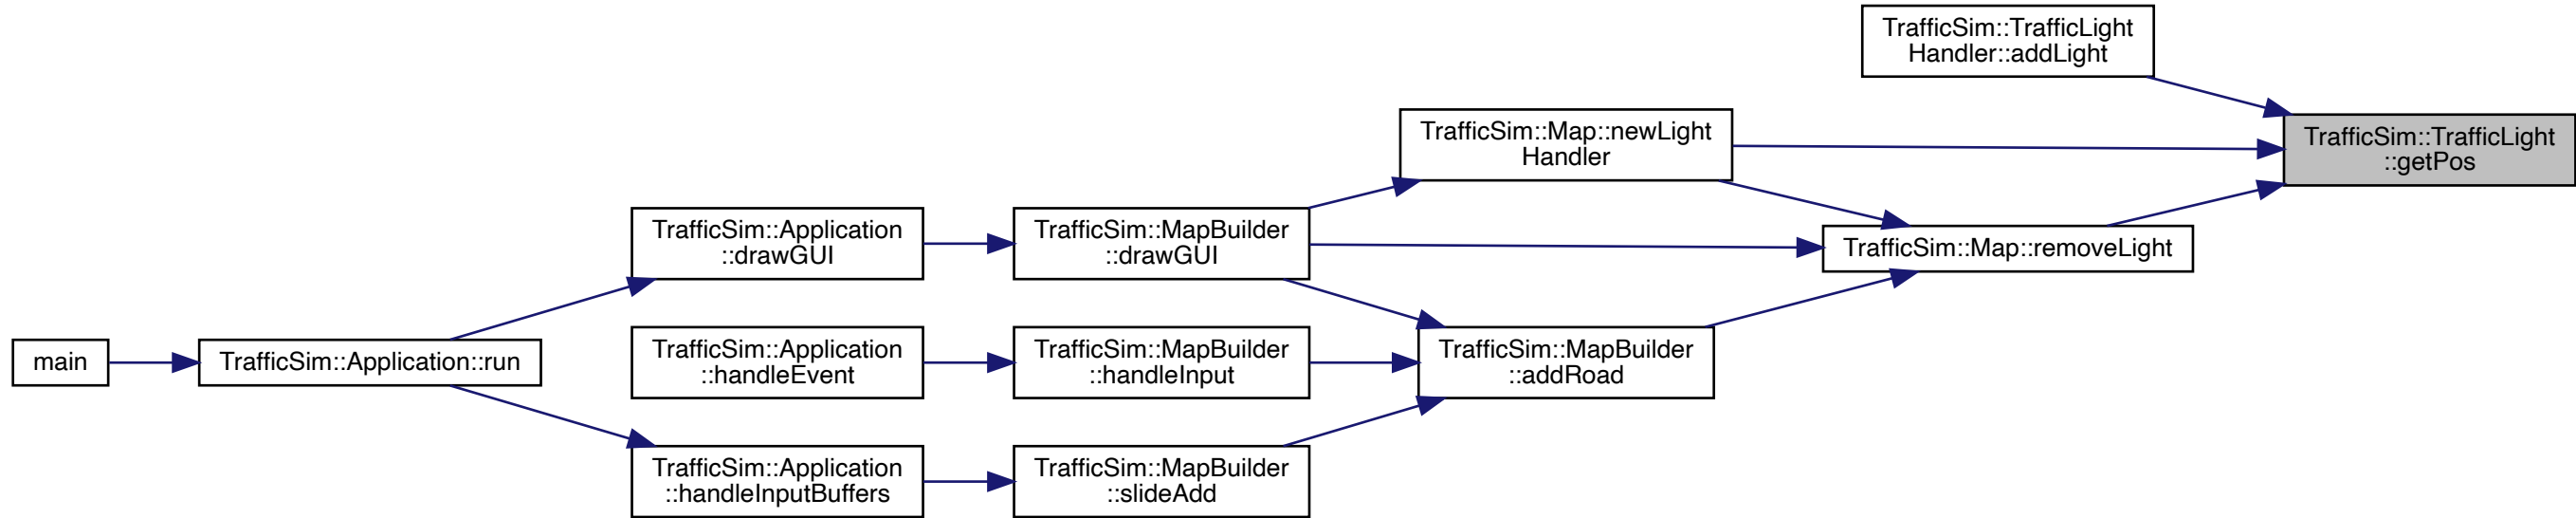 TrafficSim::TrafficLight
Handler::addLight
TrafficSim::Map::newLight
Handler
TrafficSim::TrafficLight
::getPos
TrafficSim::Application
::drawGUI
TrafficSim::MapBuilder
::drawGUI
TrafficSim::Map::removeLight
main
TrafficSim::Application::run
TrafficSim::Application
::handleEvent
TrafficSim::MapBuilder
::handleInput
TrafficSim::MapBuilder
::addRoad
TrafficSim::Application
::handleInputBuffers
TrafficSim::MapBuilder
::slideAdd